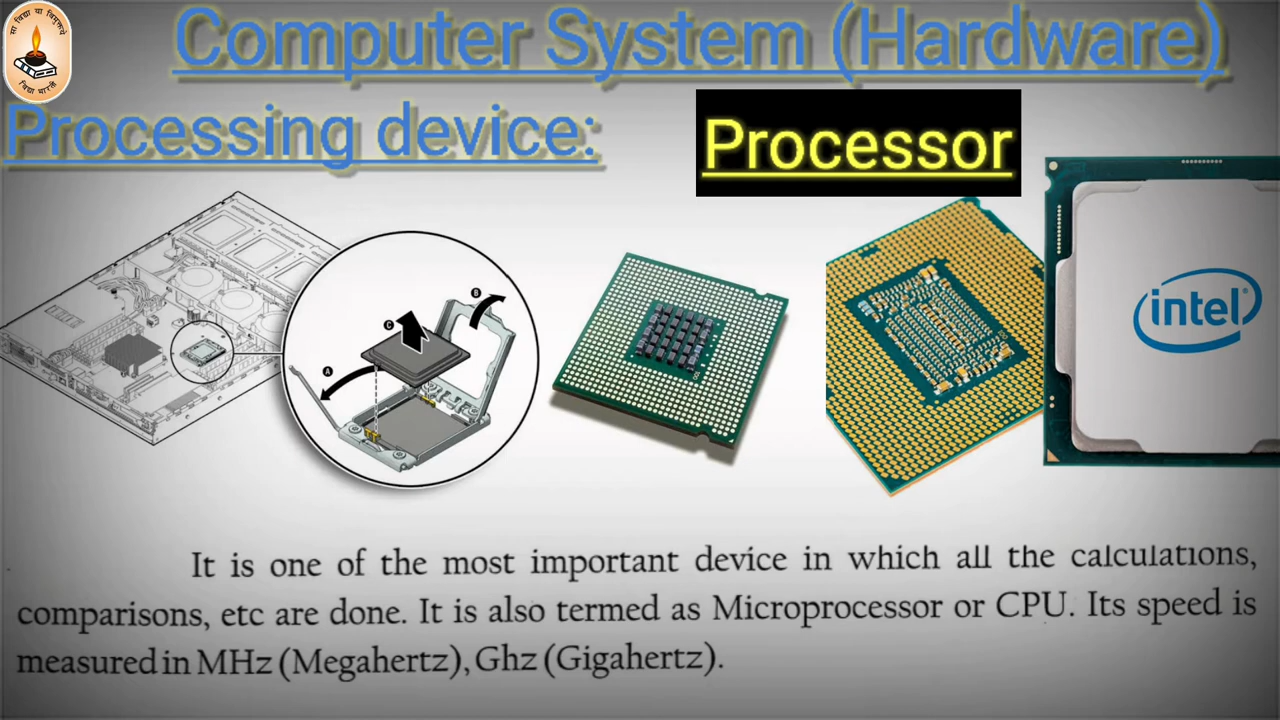 सा विद्या या विमुक्तये
विद्या भारती
Computer System (Hardware)
Processing device:
Processor
A
B
C
intel®
It is one of the most important device in which all the calculations,
comparisons, etc are done. It is also termed as Microprocessor or CPU. Its speed is
measured in MHz (Megahertz), Ghz (Gigahertz).